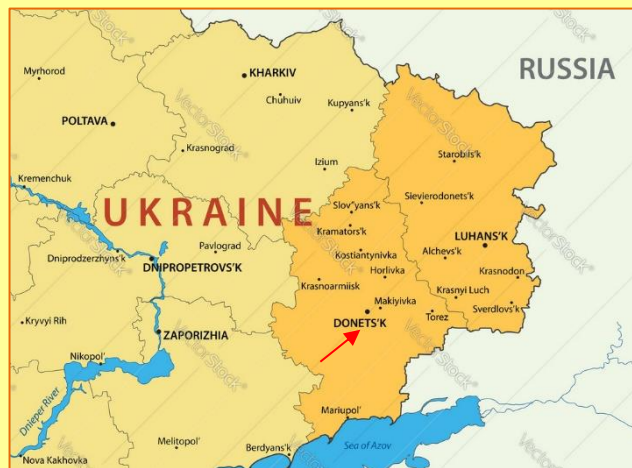 RUSSIA
Myrhorod
KHARKIV
Chuhuiv
Kupyans'k
POLTAVA
Krasnograd
Izium
Starobils'k
Kremenchuk
UKRAINE
Slov"yans'k
Sievierodonets'k
Kramators'k
Pavlograd
Kostiantynivka
Alchevs'k
LUHANS'K
Dniprodzerzhyns'k
DNIPROPETROVS'K
Horlivka
Krasnodon
Krasnoarmiisk
Krasnyi Luch
Makiyivka
Sverdlovs'k
Torez
DONETS'K
Kryvyi Rih
ZAPORIZHIA
Nikopol'
Dnieper River
Mariupol'
Melitopol'
Berdyans'k
Sea of Azov
Nova Kakhovka
VectorStock